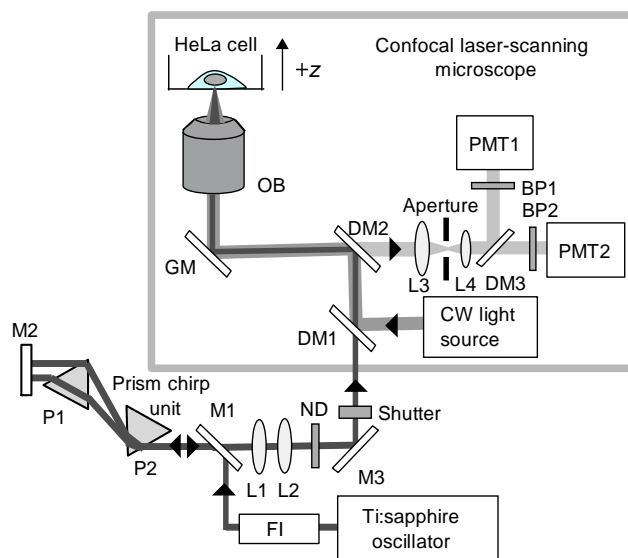 HeLa cell
+z
Confocal laser-scanning
microscope
PMT1
OB
BP1
Aperture
BP2
DM2
PMT2
GM
L3
L4
DM3
DM1
CW light
source
M2
Prism chirp
unit
P1
M1
ND
Shutter
P2
L1
L2
M3
FI
Ti:sapphire
oscillator